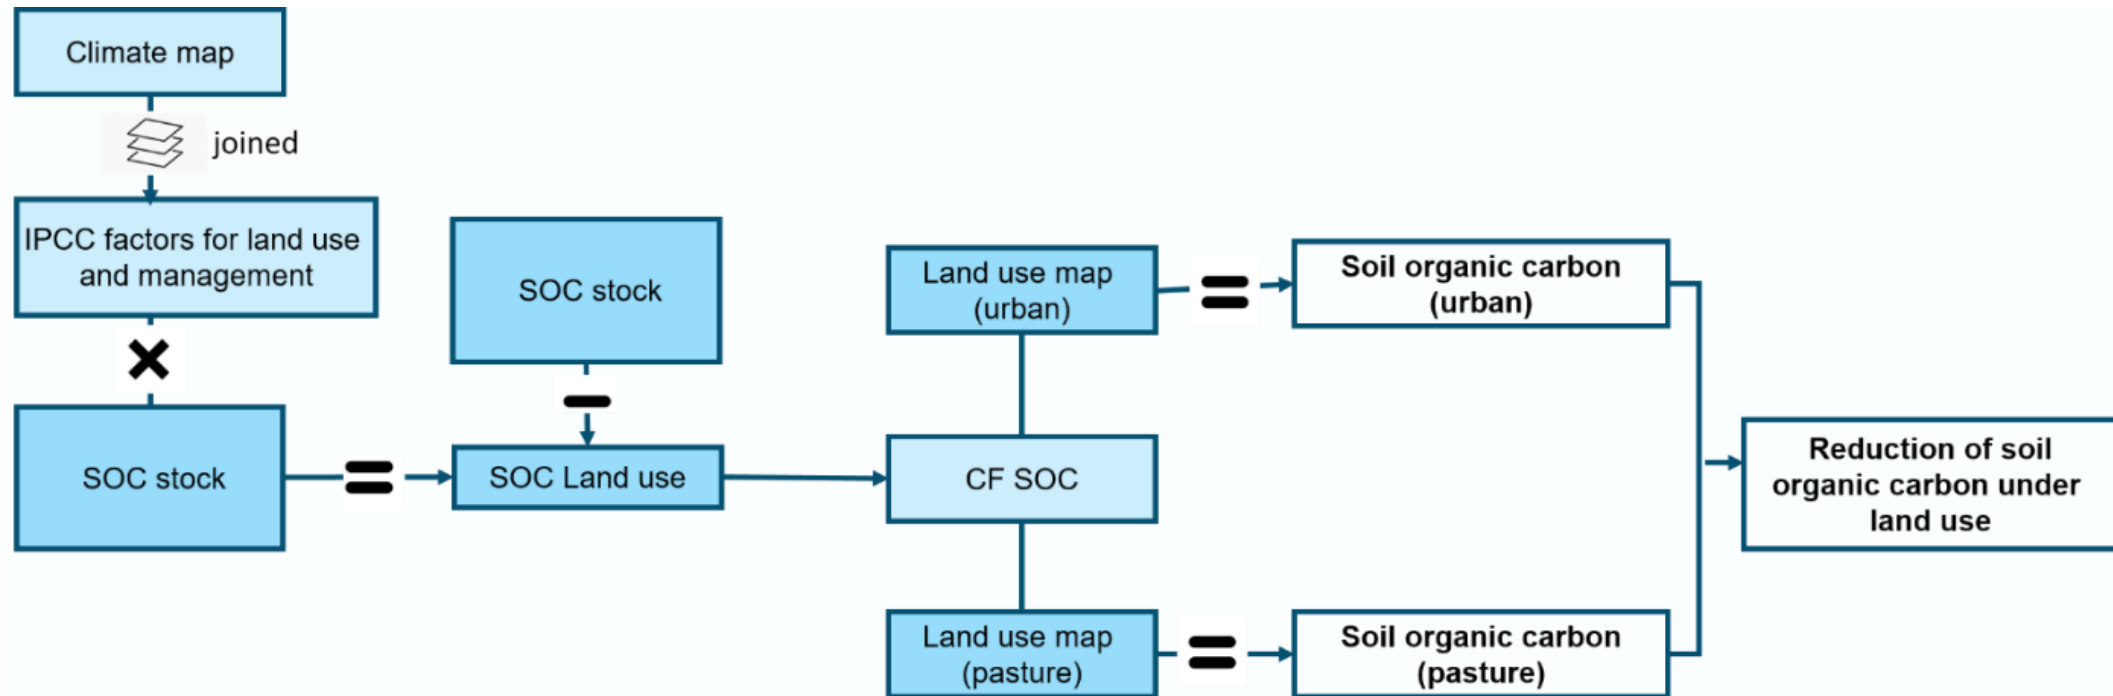 Climate map
joined
IPCC factors for land use
and management
SOC stock
SOC stock
SOC Land use
Land use map
(urban)
CF SOC
Land use map
(pasture)
Soil organic carbon
(urban)
Soil organic carbon
(pasture)
Reduction of soil
organic carbon under
land use